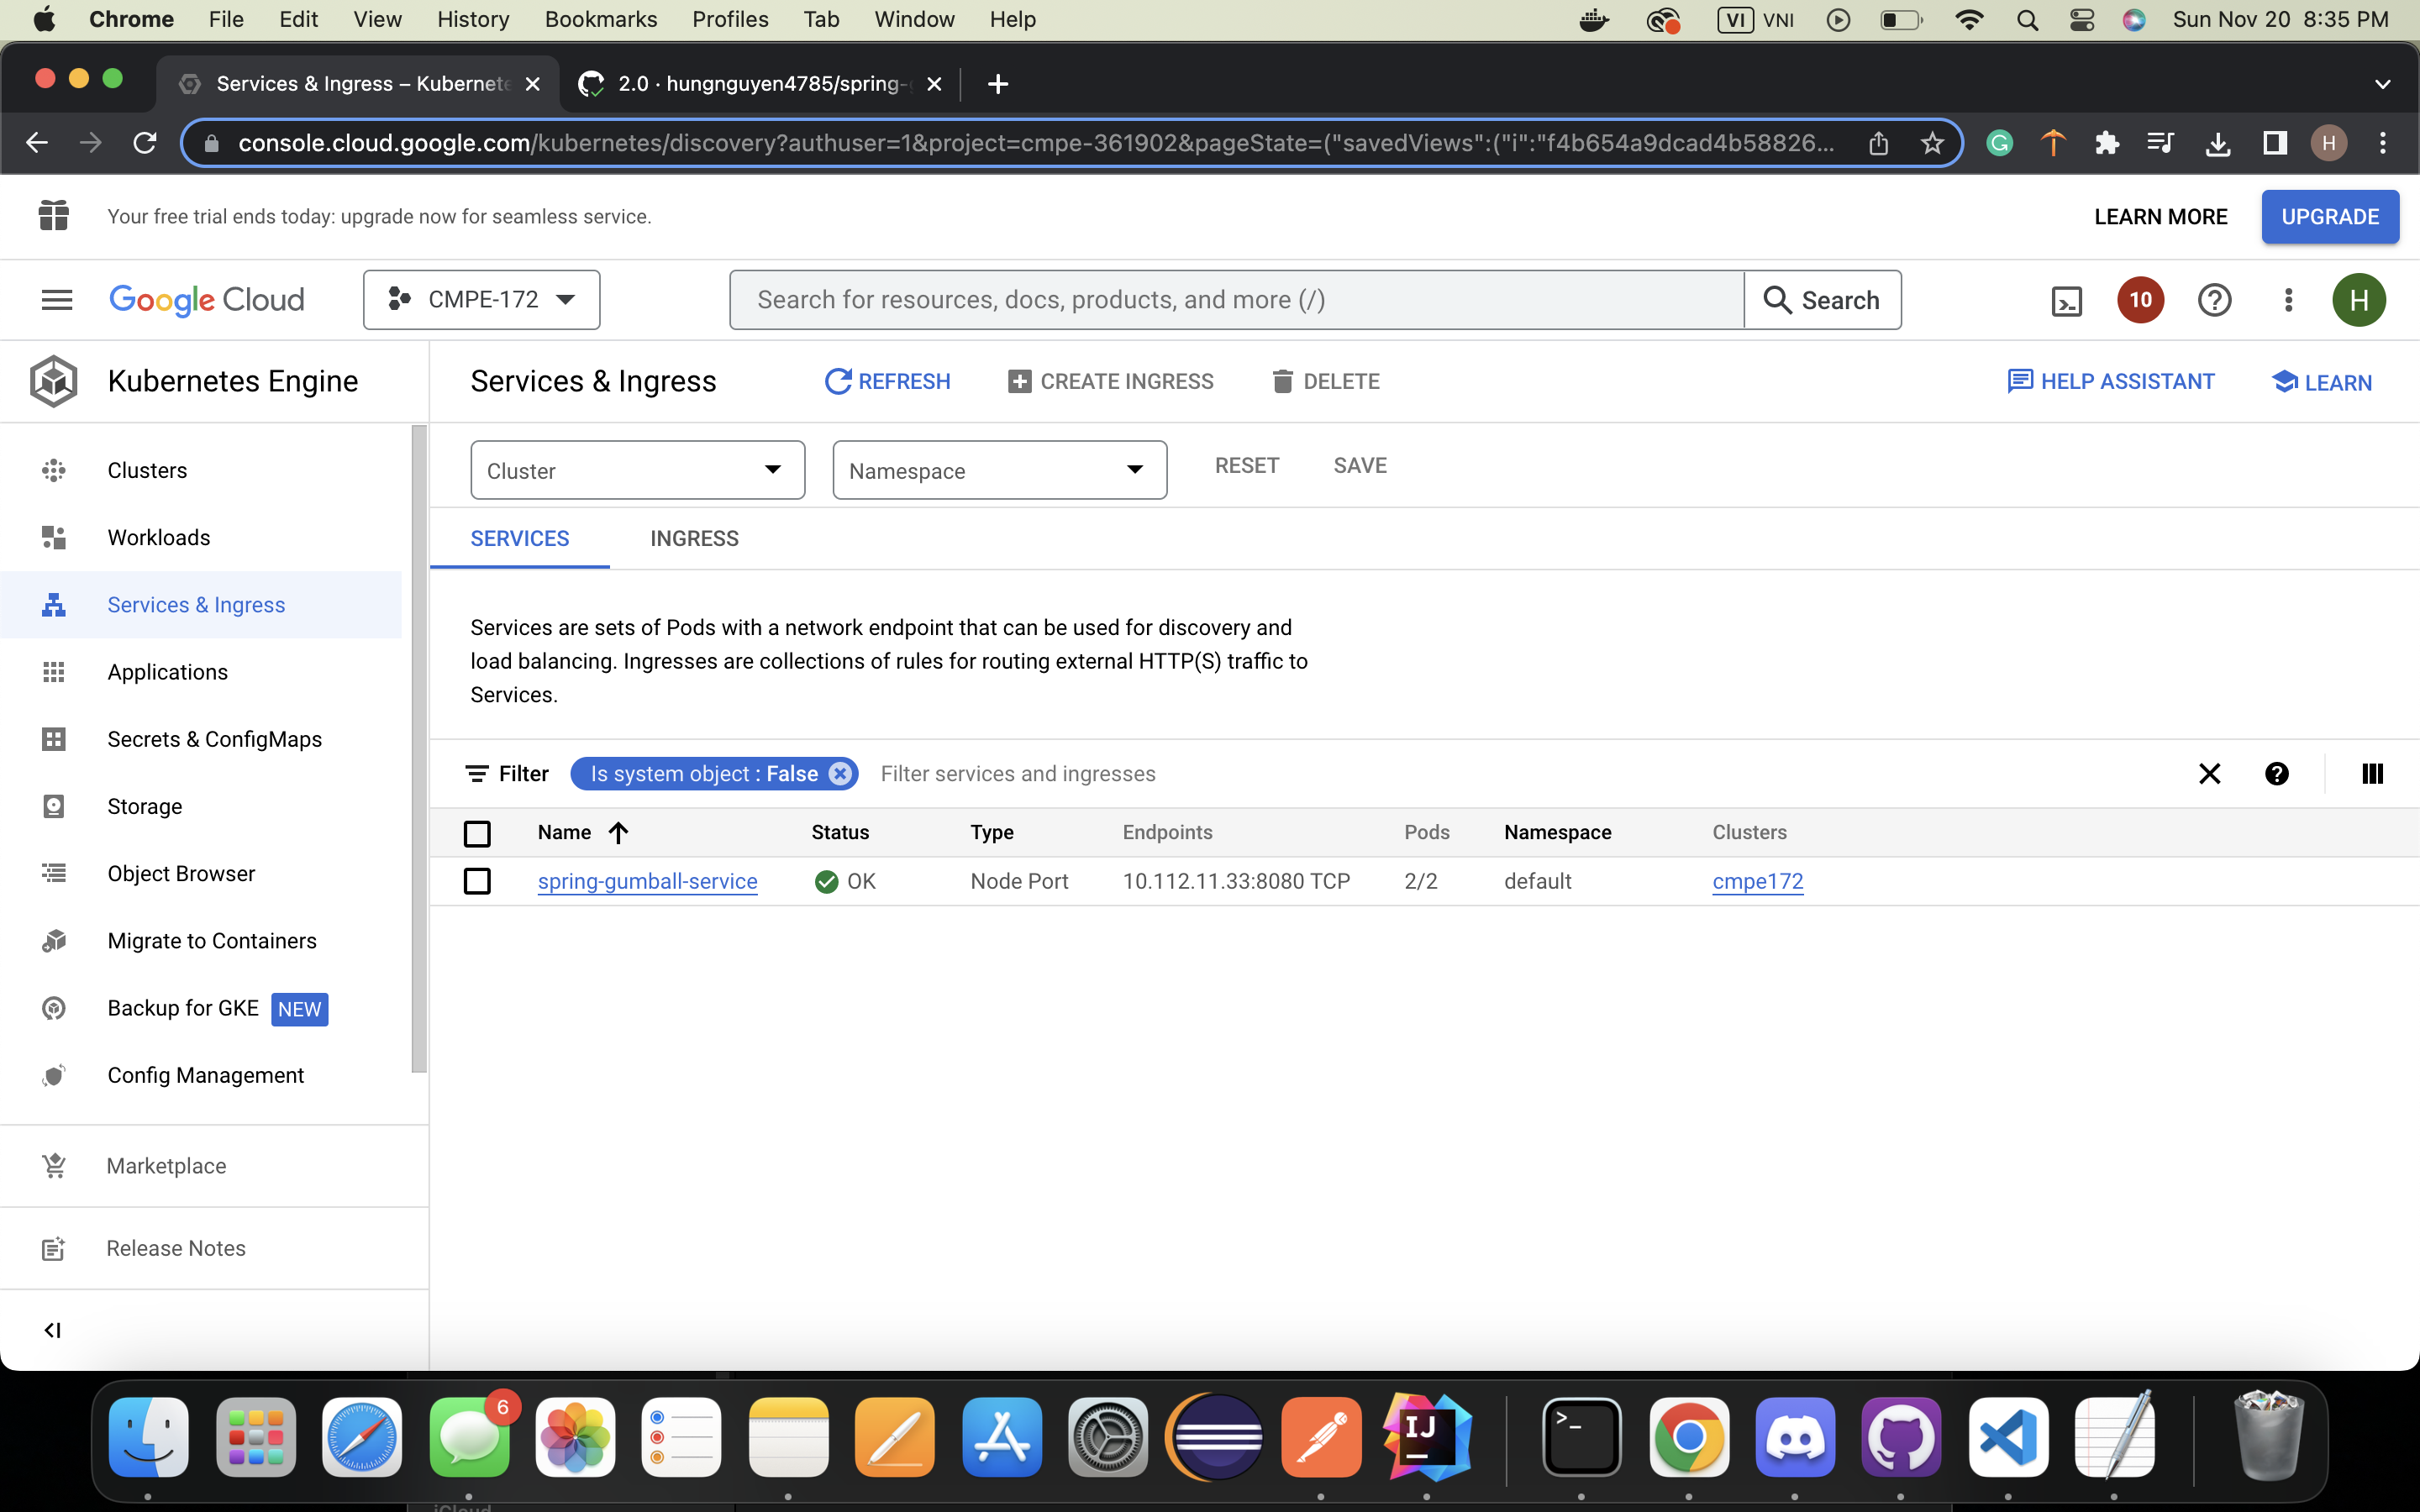 Chrome File Edit View History Bookmarks Profiles Tab Window Help VI VNI Sun Nov 20 8:35 PM
Services & Ingress – Kubernete 2.0 · hungnguyen4785/spring-g
console.cloud.google.com/kubernetes/discovery?authuser=1&project=cmpe-361902&pageState=("savedViews":("i":"f4b654a9dcad4b58826... G H
Your free trial ends today: upgrade now for seamless service. LEARN MORE UPGRADE
Google Cloud CMPE-172 Search for resources, docs, products, and more (/) Search 10 H
Kubernetes Engine Services & Ingress REFRESH CREATE INGRESS DELETE HELP ASSISTANT LEARN
Clusters
Workloads
Services & Ingress
Applications
Secrets & ConfigMaps
Storage
Object Browser
Migrate to Containers
Backup for GKE NEW
Config Management
Marketplace
Release Notes
Cluster Namespace RESET SAVE
SERVICES INGRESS
Services are sets of Pods with a network endpoint that can be used for discovery and
load balancing. Ingresses are collections of rules for routing external HTTP(S) traffic to
Services.
Filter Is system object : False Filter services and ingresses
Name Status Type Endpoints Pods Namespace Clusters
spring-gumball-service OK Node Port 10.112.11.33:8080 TCP 2/2 default cmpe172
6
IJ
iCloud